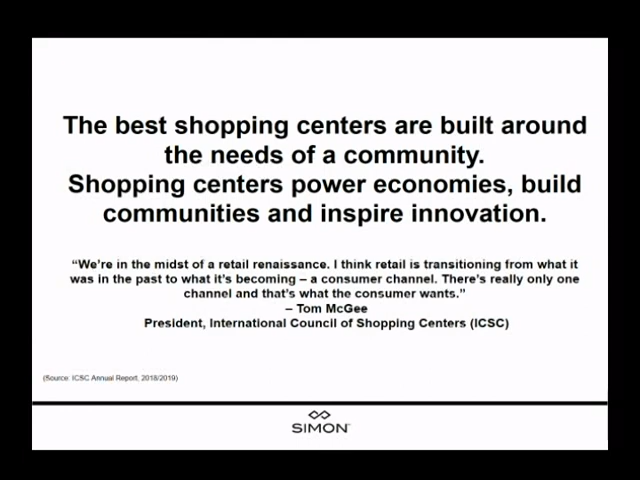 The best shopping centers are built around
the needs of a community.
Shopping centers power economies, build
communities and inspire innovation.
“We’re in the midst of a retail renaissance. I think retail is transitioning from what it
was in the past to what it’s becoming – a consumer channel. There’s really only one
channel and that’s what the consumer wants.”
– Tom McGee
President, International Council of Shopping Centers (ICSC)
(Source: ICSC Annual Report, 2018/2019)
SIMON